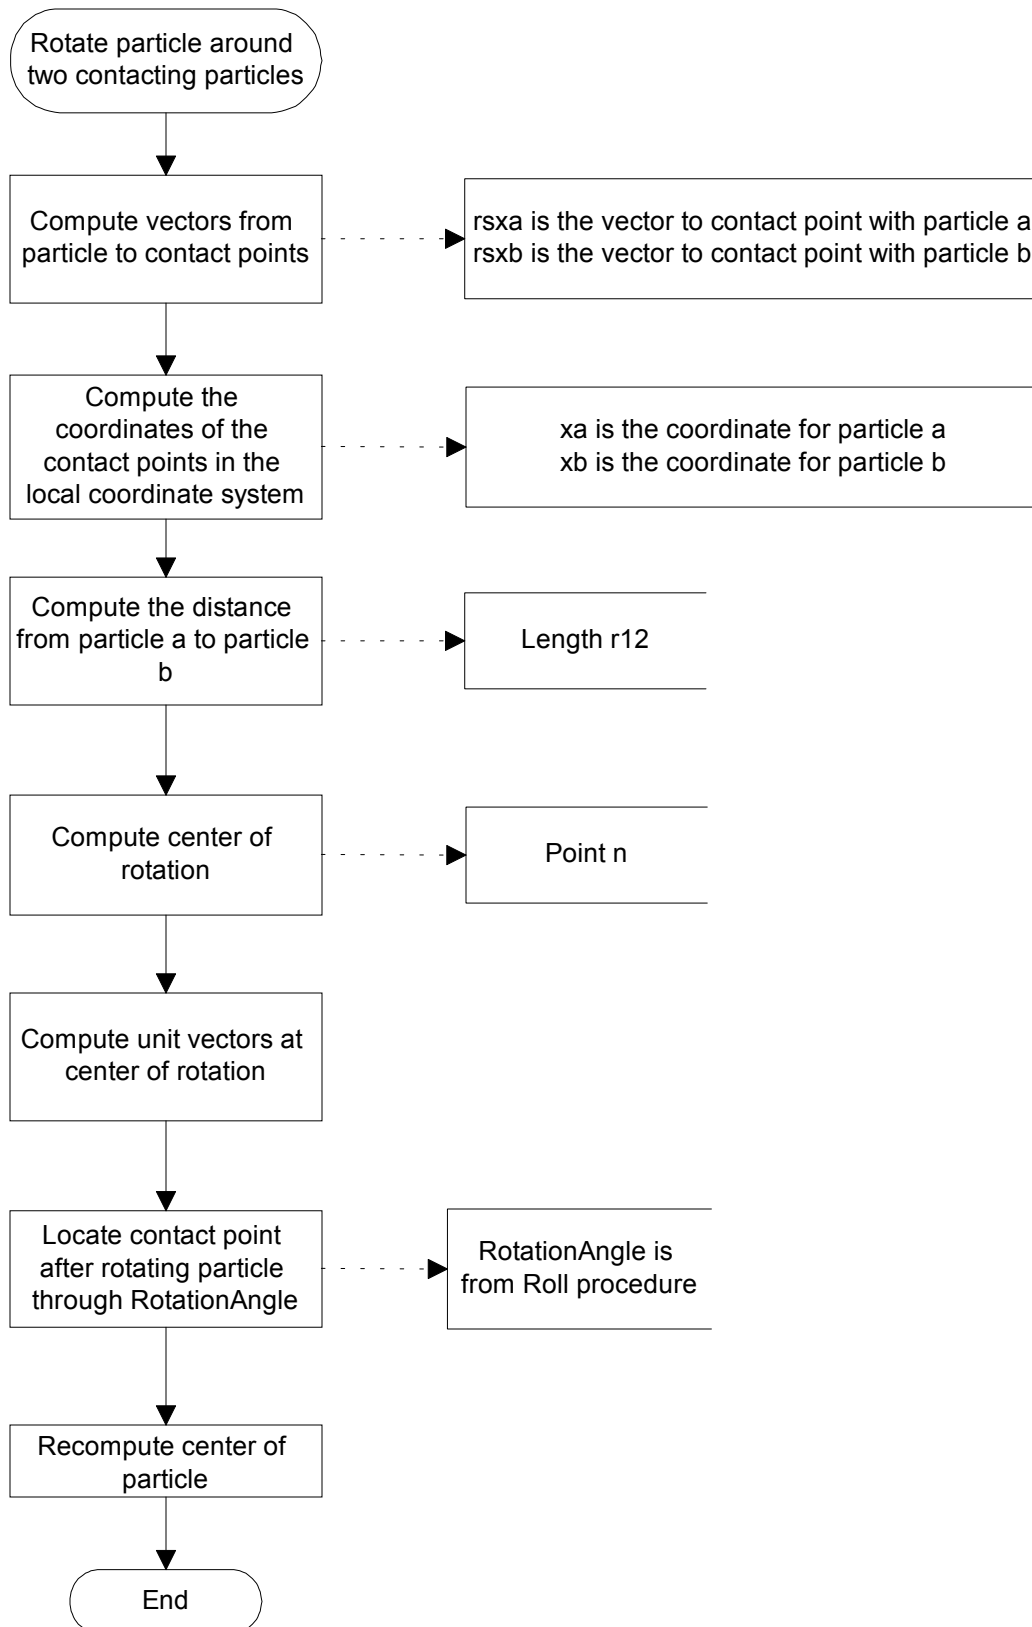 Rotate particle around
two contacting particles
Compute vectors from
particle to contact points
rsxa is the vector to contact point with particle a
rsxb is the vector to contact point with particle b
Compute the
coordinates of the
contact points in the
local coordinate system
xa is the coordinate for particle a
xb is the coordinate for particle b
Compute the distance
from particle a to particle
b
Length r12
Compute center of
rotation
Point n
Compute unit vectors at
center of rotation
Locate contact point
after rotating particle
through RotationAngle
RotationAngle is
from Roll procedure
Recompute center of
particle
End